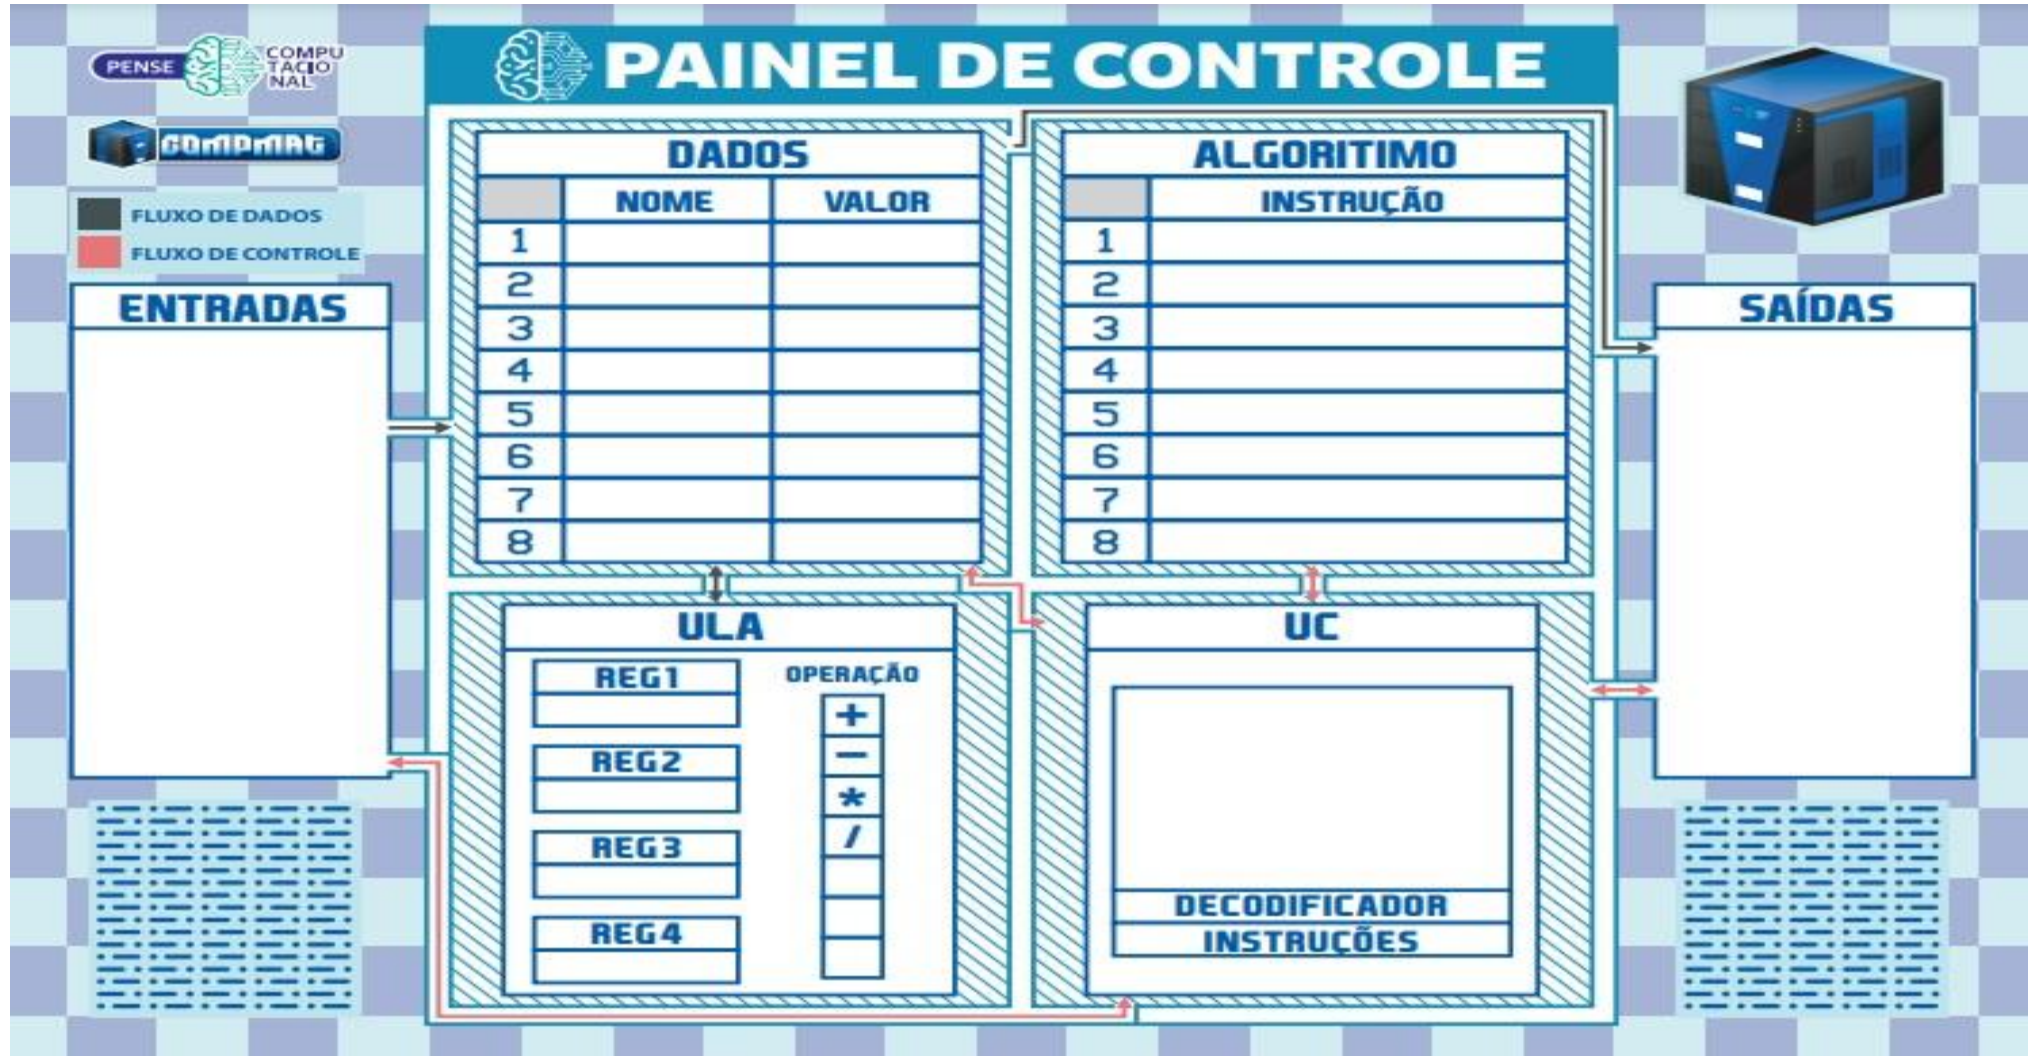 PENSE
COMPU
TACIO
NAL
COMPMAT
FLUXO DE DADOS
FLUXO DE CONTROLE
PAINEL DE CONTROLE
ENTRADAS
DADOS
NOME VALOR
1
2
3
4
5
6
7
8
ALGORITIMO
INSTRUÇÃO
1
2
3
4
5
6
7
8
SAÍDAS
ULA
REG1
REG2
REG3
REG4
OPERAÇÃO
+
−
*
/
UC
DECODIFICADOR
INSTRUÇÕES